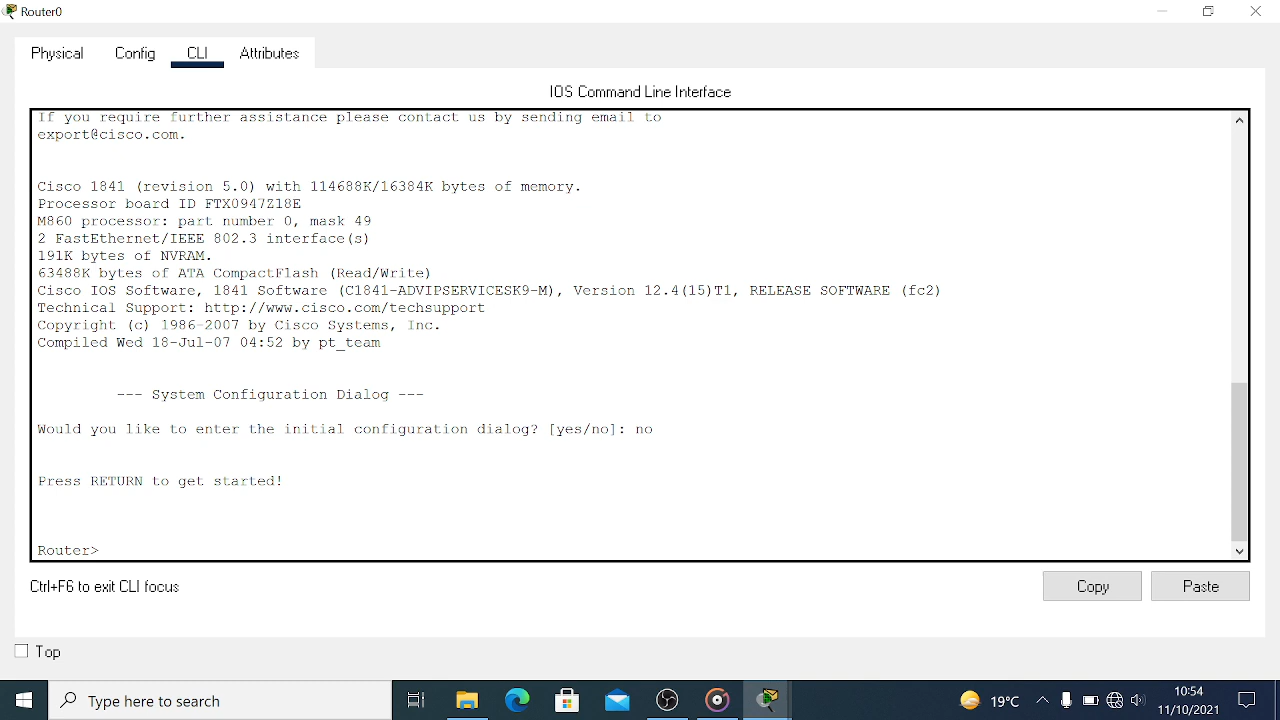 Router0
Physical Config CLI Attributes
IOS Command Line Interface
If you require further assistance please contact us by sending email to
export@cisco.com.
Cisco 1841 (revision 5.0) with 114688K/16384K bytes of memory.
Processor board ID FTX0947Z18E
M860 processor: part number 0, mask 49
2 FastEthernet/IEEE 802.3 interface(s)
191K bytes of NVRAM.
63488K bytes of ATA CompactFlash (Read/Write)
Cisco IOS Software, 1841 Software (C1841-ADVIPSERVICESK9-M), Version 12.4(15)T1, RELEASE SOFTWARE (fc2)
Technical Support: http://www.cisco.com/techsupport
Copyright (c) 1986-2007 by Cisco Systems, Inc.
Compiled Wed 18-Jul-07 04:52 by pt_team
--- System Configuration Dialog ---
Would you like to enter the initial configuration dialog? [yes/no]: no
Press RETURN to get started!
Router>
Ctrl+F6 to exit CLI focus
Copy Paste
Top
Type here to search
19°C
10:54
11/10/2021